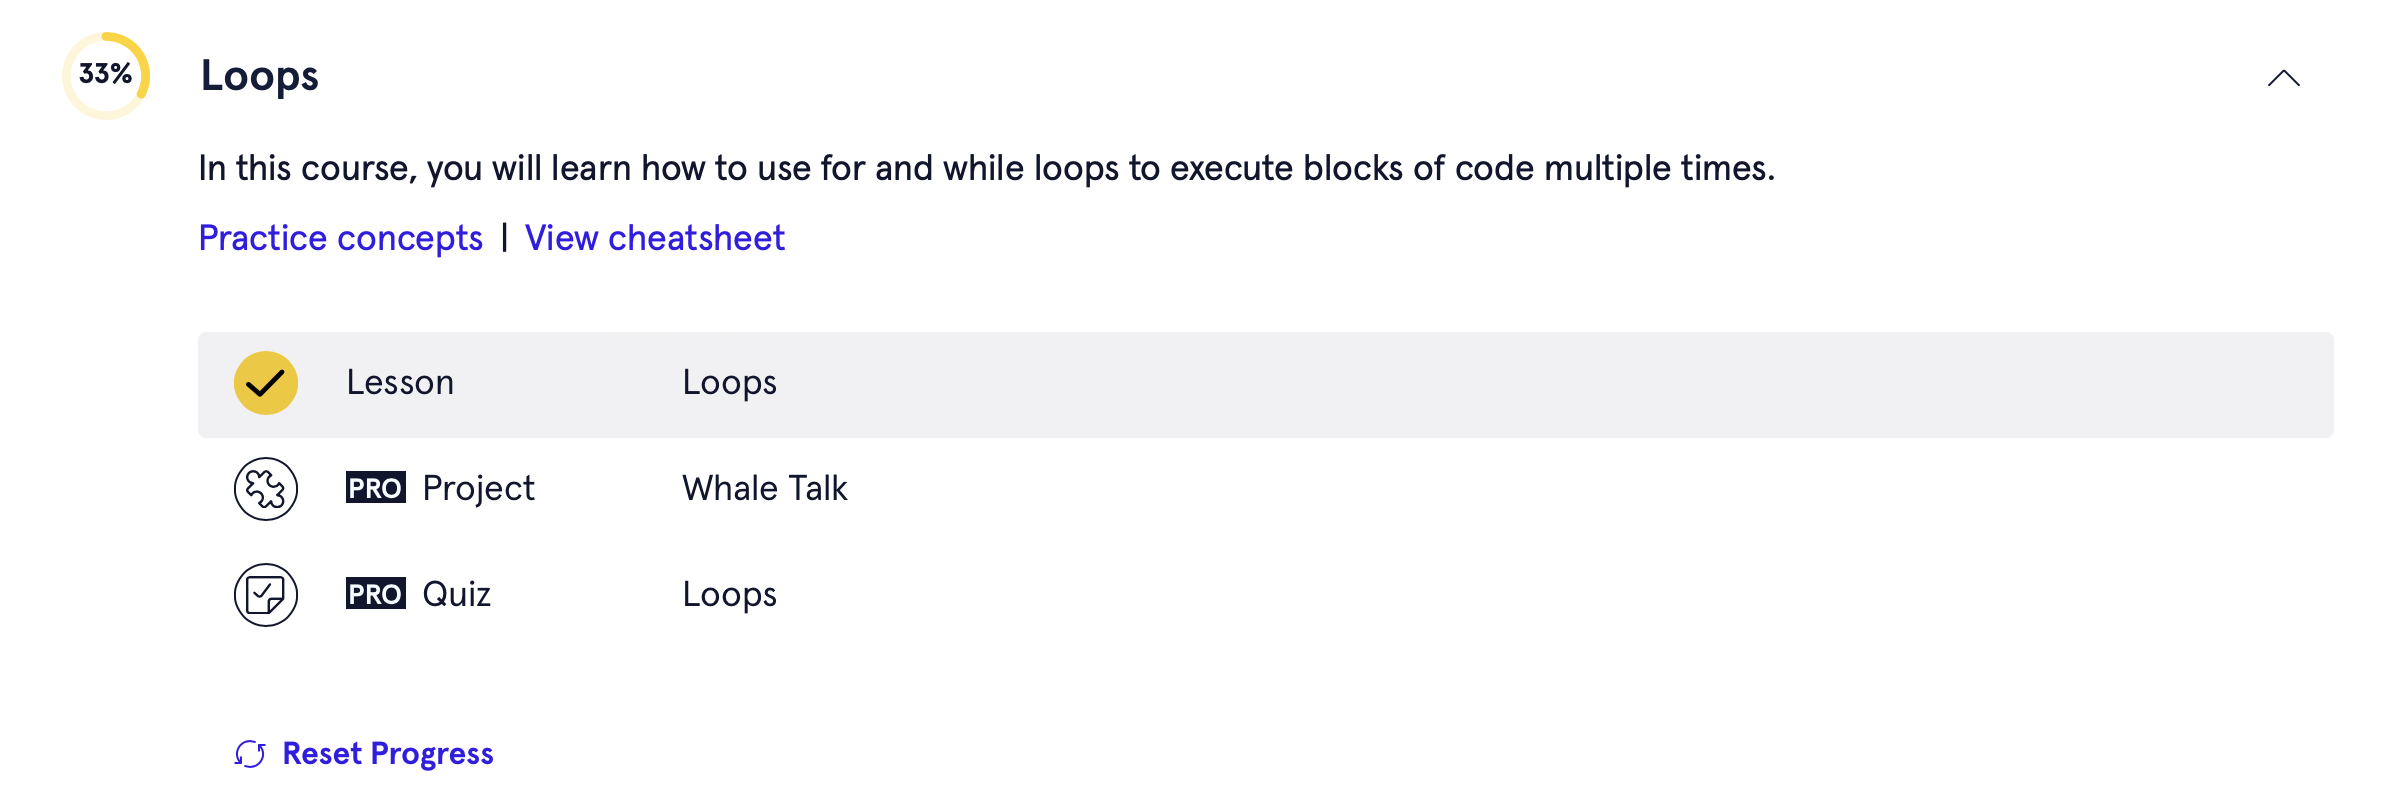 33% Loops
In this course, you will learn how to use for and while loops to execute blocks of code multiple times.
Practice concepts | View cheatsheet
Lesson Loops
PRO Project Whale Talk
PRO Quiz Loops
Reset Progress